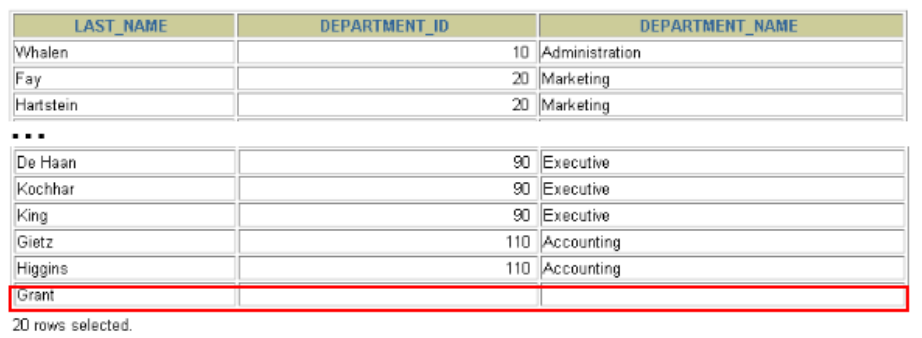 LAST_NAME DEPARTMENT_ID DEPARTMENT_NAME
Whalen 10 Administration
Fay 20 Marketing
Hartstein 20 Marketing
...
De Haan 90 Executive
Kochhar 90 Executive
King 90 Executive
Gietz 110 Accounting
Higgins 110 Accounting
Grant
20 rows selected.